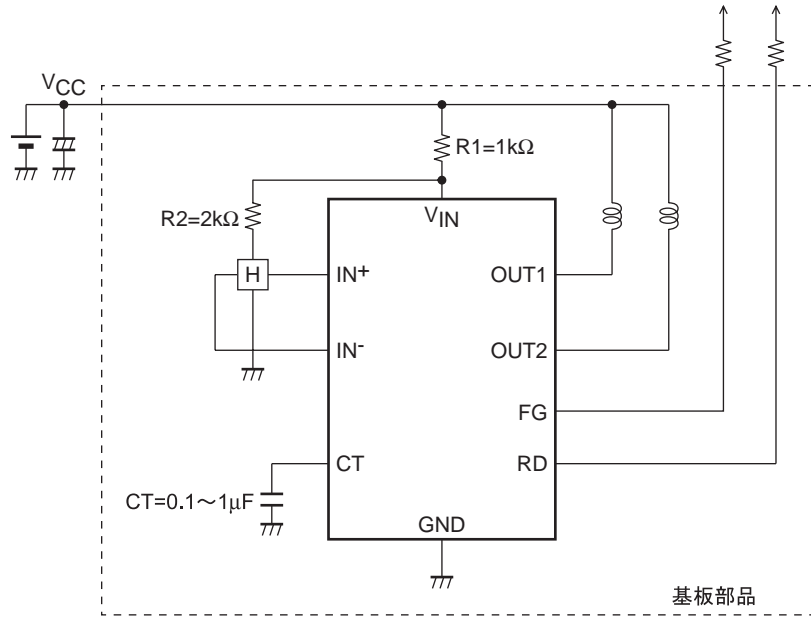 VCC
R1=1kΩ
R2=2kΩ
VIN
H
IN+
OUT1
IN-
OUT2
FG
CT
RD
CT=0.1～1μF
GND
基板部品